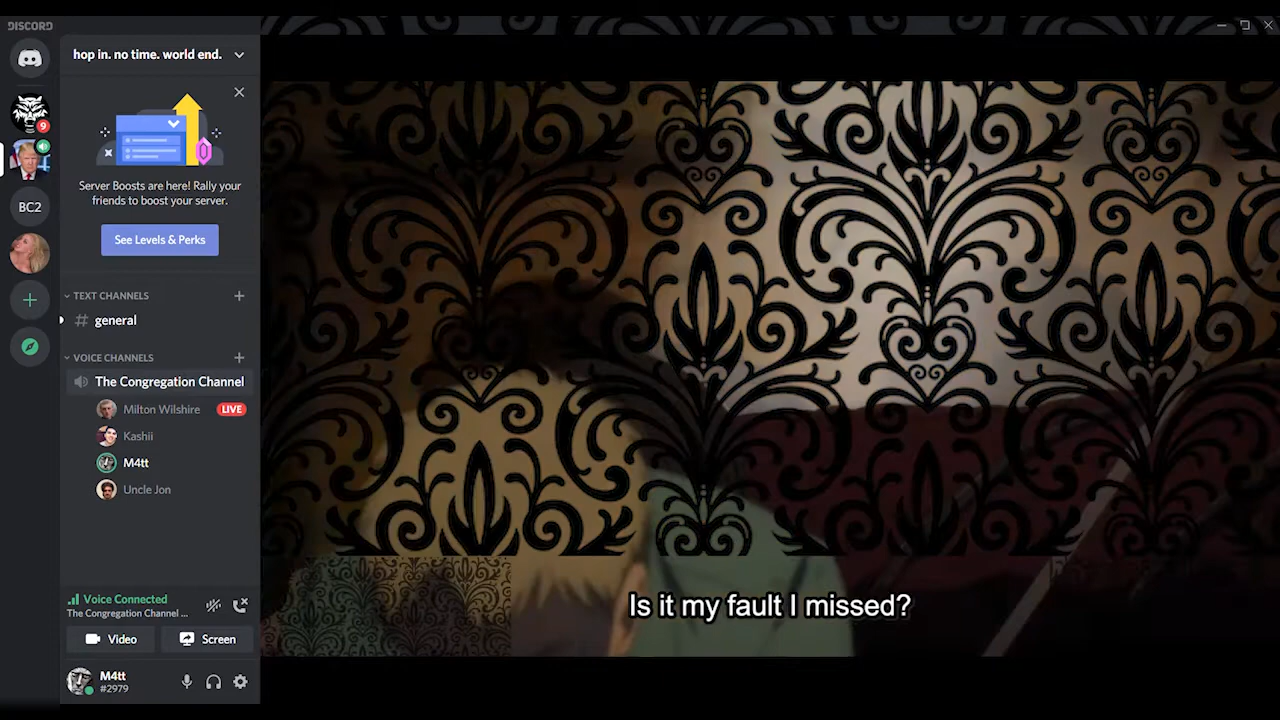 DISCORD
hop in. no time. world end.
9
Server Boosts are here! Rally your
friends to boost your server.
BC2
See Levels & Perks
TEXT CHANNELS
general
VOICE CHANNELS
The Congregation Channel
Milton Wilshire LIVE
Kashii
M4tt
Uncle Jon
Voice Connected
The Congregation Channel ...
Video Screen
M4tt
#2979
Is it my fault I missed?